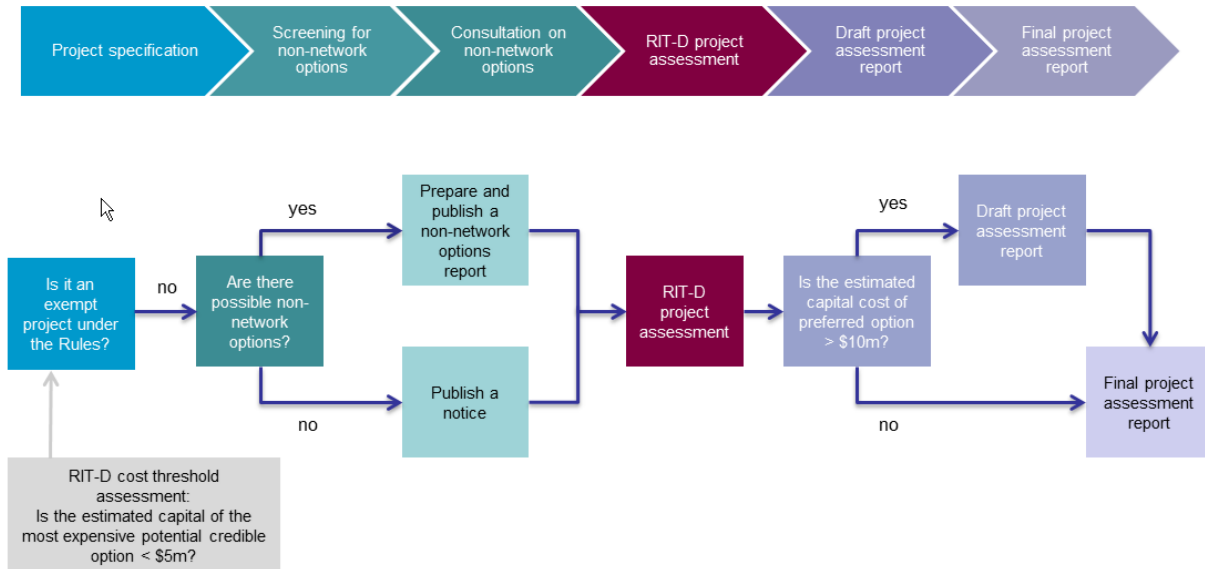 Project specification
Screening for
non-network
options
Consultation on
non-network
options
RIT-D project
assessment
Draft project
assessment
report
Final project
assessment
report
Is it an
exempt
project under
the Rules?
no
Are there
possible non-
network
options?
yes
no
Prepare and
publish a
non-network
options
report
Publish a
notice
RIT-D
project
assessment
Is the estimated
capital cost of
preferred option
> $10m?
yes
no
Draft project
assessment
report
Final project
assessment
report
RIT-D cost threshold
assessment:
Is the estimated capital of the
most expensive potential credible
option < $5m?